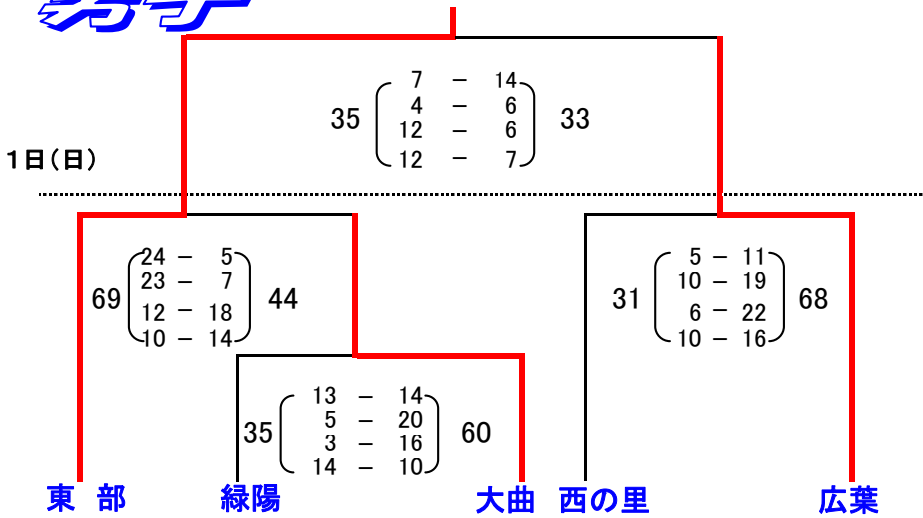 男子
7 － 14
4 － 6
35 12 － 6 33
12 － 7
1日(日)
24 － 5
23 － 7
69 12 － 18 44
10 － 14
5 － 11
10 － 19
31 6 － 22 68
10 － 16
13 － 14
5 － 20
35 3 － 16 60
14 － 10
東 部 緑陽 大曲 西の里 広葉